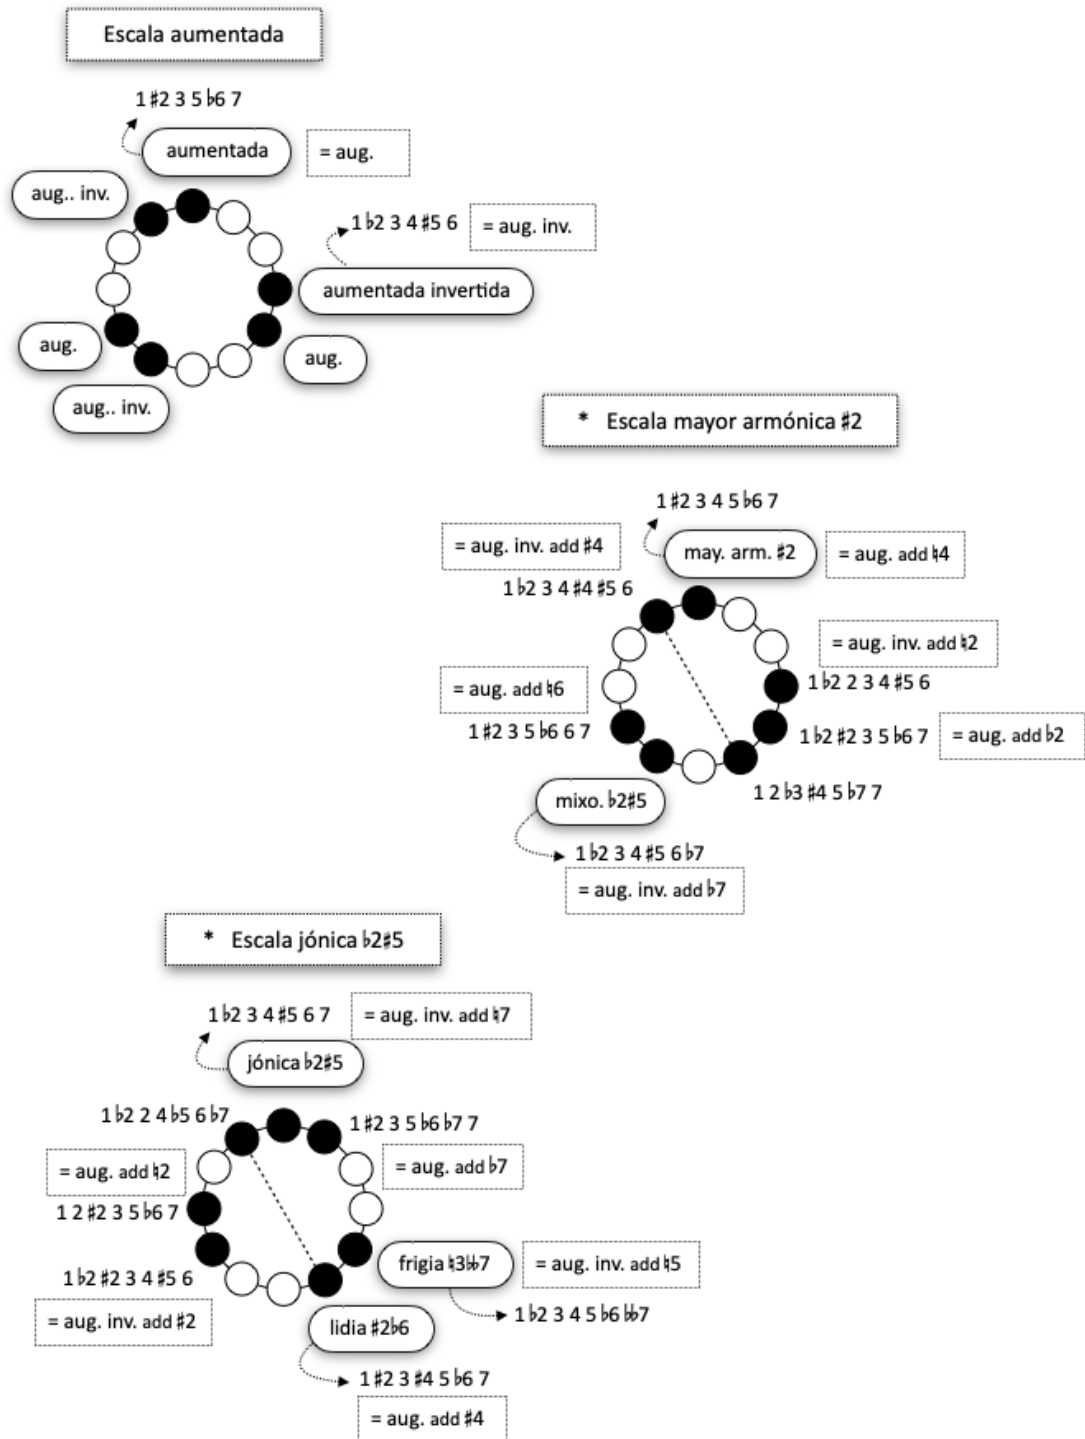 Escala aumentada
1 ♯2 3 5 ♭6 7
aumentada
= aug.
aug.. inv.
1 ♭2 3 4 ♯5 6
= aug. inv.
aumentada invertida
aug.
aug.
aug.. inv.
* Escala mayor armónica ♯2
1 ♯2 3 4 5 ♭6 7
= aug. inv. add ♯4
may. arm. ♯2
= aug. add ♮4
1 ♭2 3 4 ♯4 ♯5 6
= aug. inv. add ♮2
= aug. add ♮6
1 ♭2 2 3 4 ♯5 6
1 ♯2 3 5 ♭6 6 7
1 ♭2 ♯2 3 5 ♭6 7
= aug. add ♭2
mixo. ♭2♯5
1 2 ♭3 ♯4 5 ♭7 7
1 ♭2 3 4 ♯5 6 ♭7
= aug. inv. add ♭7
* Escala jónica ♭2♯5
1 ♭2 3 4 ♯5 6 7
= aug. inv. add ♮7
jónica ♭2♯5
1 ♭2 2 4 ♭5 6 ♭7
1 ♯2 3 5 ♭6 ♭7 7
= aug. add ♮2
= aug. add ♭7
1 2 ♯2 3 5 ♭6 7
frigia ♮3♭♭7
= aug. inv. add ♮5
1 ♭2 ♯2 3 4 ♯5 6
1 ♭2 3 4 5 ♭6 ♭♭7
= aug. inv. add ♯2
lidia ♯2♭6
1 ♯2 3 ♯4 5 ♭6 7
= aug. add ♯4